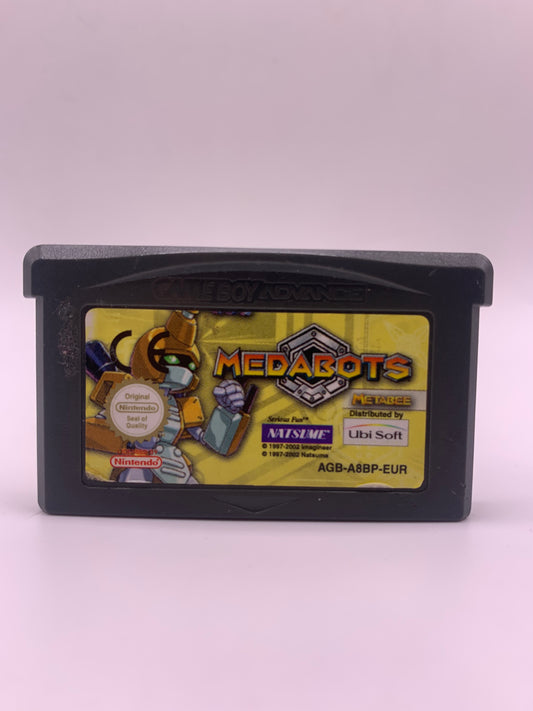 GAME BOY ADVANCE
CE
MEDABOTS
METABEE
Original
Nintendo
Seal of
Quality
Nintendo
Serious Fun™
NATSUME
© 1997-2002 Imagineer
© 1997-2002 Natsume
Distributed by
Ubi Soft
AGB-A8BP-EUR